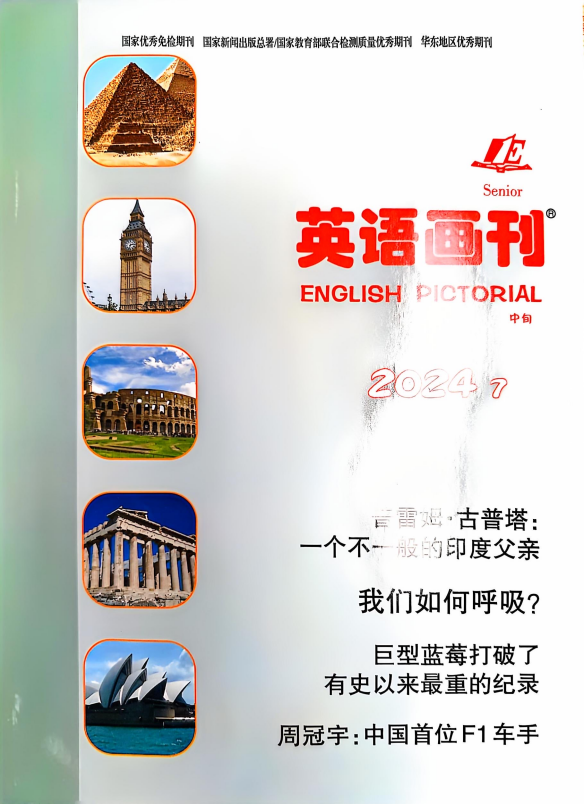 国家优秀免检期刊 国家新闻出版总署/国家教育部联合检测质量优秀期刊 华东地区优秀期刊
E
Senior
英语画刊®
ENGLISH PICTORIAL
中旬
2024 7
雷姆·古普塔:
一个不一般的印度父亲
我们如何呼吸?
巨型蓝莓打破了
有史以来最重的纪录
周冠宇:中国首位F1车手